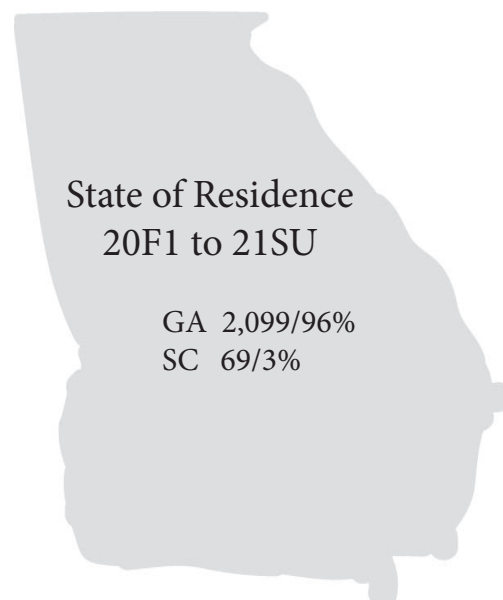 State of Residence
20F1 to 21SU
GA 2,099/96%
SC 69/3%